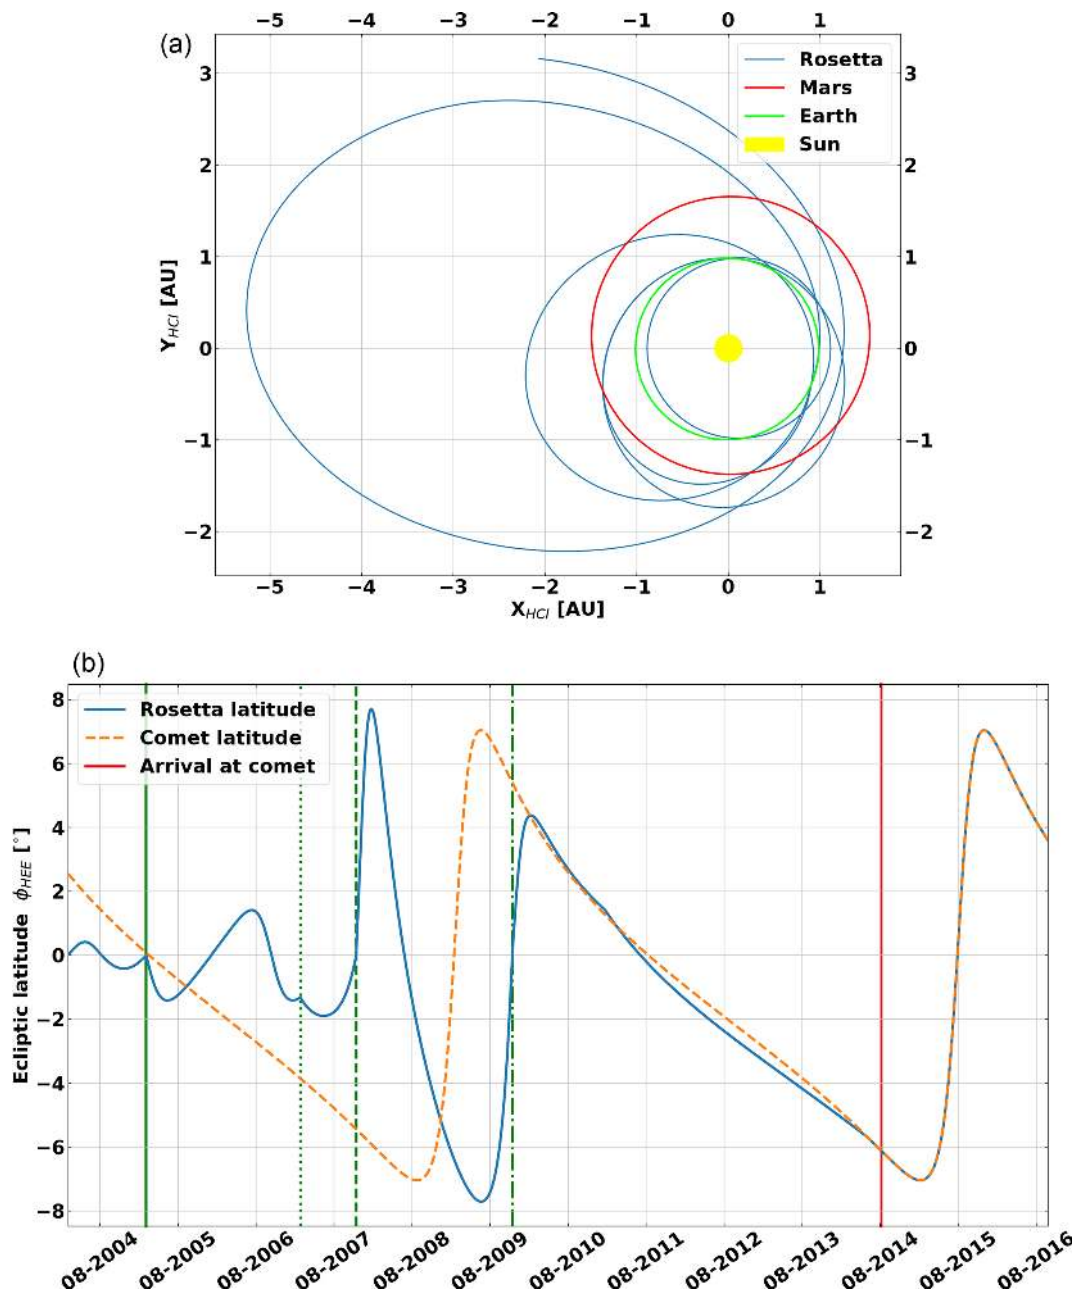 −5 −4 −3 −2 −1 0 1
(a)
Rosetta
Mars
Earth
Sun
3 3
2 2
1 1
0 0
−1 −1
−2 −2
Y_HCI [AU]
−5 −4 −3 −2 −1 0 1
X_HCI [AU]
(b)
Rosetta latitude
Comet latitude
Arrival at comet
8
6
4
2
0
−2
−4
−6
−8
Ecliptic latitude ϕ_HEE [°]
08-2004 08-2005 08-2006 08-2007 08-2008 08-2009 08-2010 08-2011 08-2012 08-2013 08-2014 08-2015 08-2016